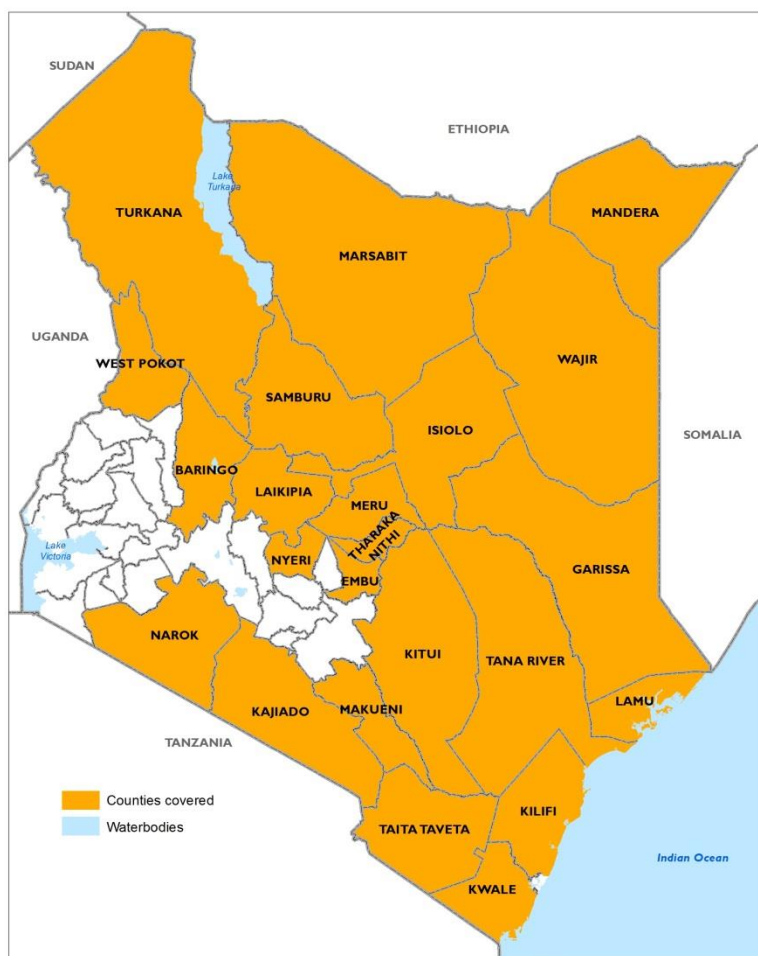 SUDAN
ETHIOPIA
Lake
Turkana
TURKANA
MANDERA
MARSABIT
UGANDA
WEST POKOT
WAJIR
SAMBURU
ISIOLO
SOMALIA
BARINGO
LAIKIPIA
MERU
THARAKA
NITHI
Lake
Victoria
NYERI
EMBU
GARISSA
NAROK
KITUI
TANA RIVER
LAMU
KAJIADO
MAKUENI
TANZANIA
Counties covered
Waterbodies
KILIFI
TAITA TAVETA
Indian Ocean
KWALE